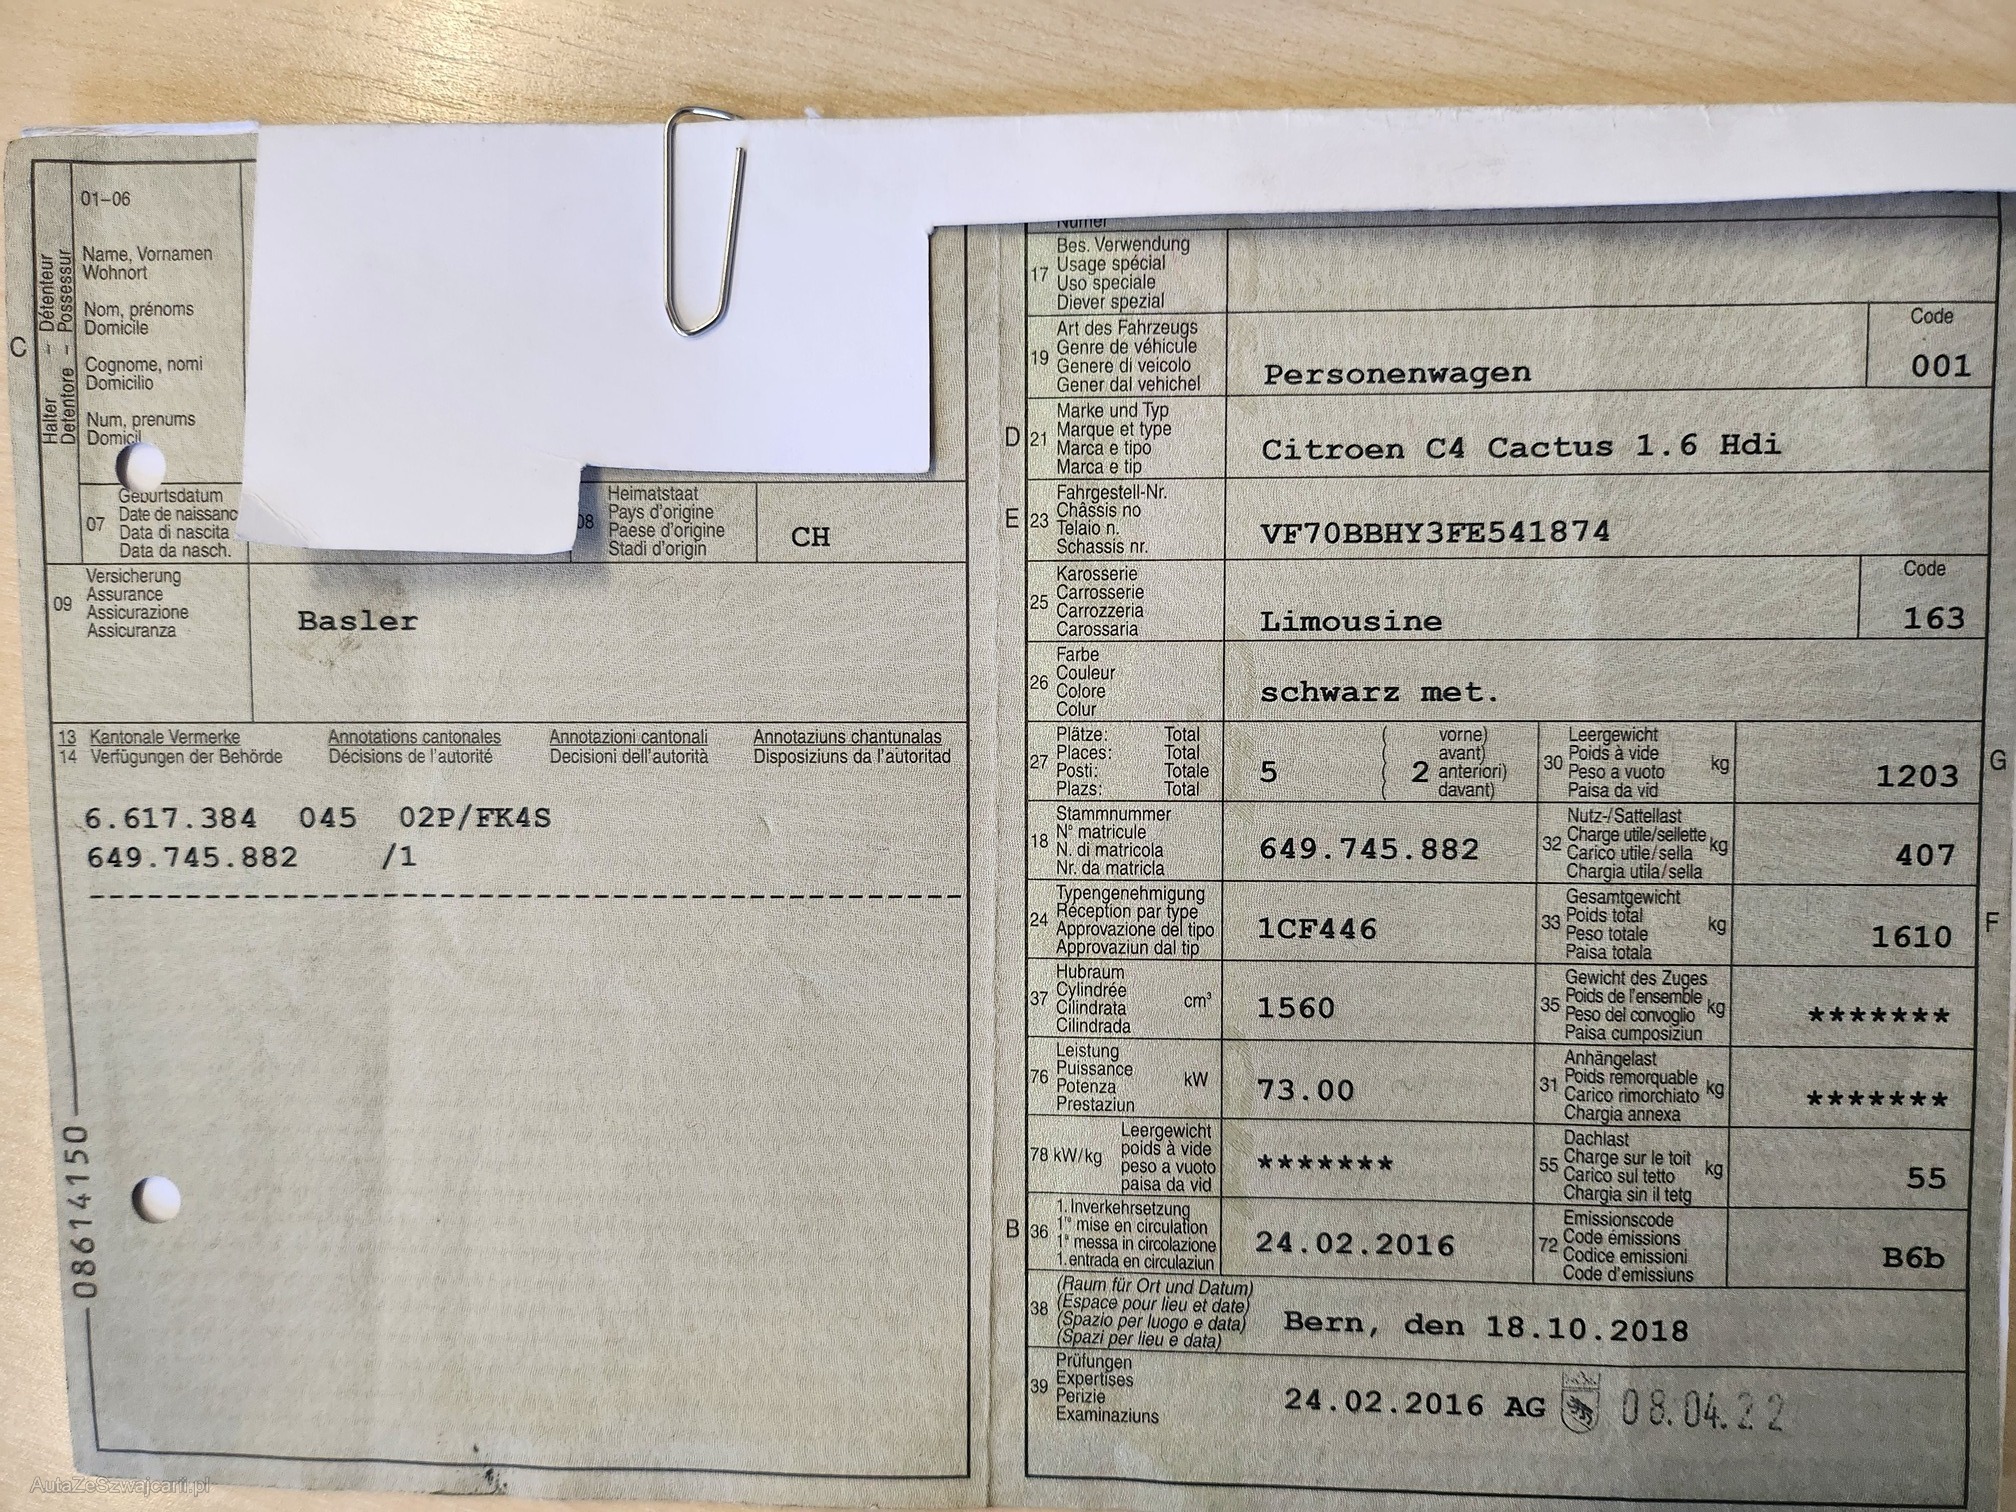 01–06
Halter – Détenteur
Detentore – Possessur
Name, Vornamen
Wohnort
Nom, prénoms
Domicile
Cognome, nomi
Domicilio
Num, prenums
Domicil
C
07
Geburtsdatum
Date de naissanc
Data di nascita
Data da nasch.
08
Heimatstaat
Pays d'origine
Paese d'origine
Stadi d'origin
CH
09
Versicherung
Assurance
Assicurazione
Assicuranza
Basler
13 Kantonale Vermerke Annotations cantonales Annotazioni cantonali Annotaziuns chantunalas
14 Verfügungen der Behörde Décisions de l'autorité Decisioni dell'autorità Disposiziuns da l'autoritad
6.617.384 045 02P/FK4S
649.745.882 /1
08614150
Numer
17
Bes. Verwendung
Usage spécial
Uso speciale
Diever spezial
19
Art des Fahrzeugs
Genre de véhicule
Genere di veicolo
Gener dal vehichel
Personenwagen
Code
001
D 21
Marke und Typ
Marque et type
Marca e tipo
Marca e tip
Citroen C4 Cactus 1.6 Hdi
E 23
Fahrgestell-Nr.
Châssis no
Telaio n.
Schassis nr.
VF70BBHY3FE541874
25
Karosserie
Carrosserie
Carrozzeria
Carossaria
Limousine
Code
163
26
Farbe
Couleur
Colore
Colur
schwarz met.
27
Plätze: Total
Places: Total
Posti: Totale
Plazs: Total
5
2
vorne)
avant)
anteriori)
davant)
30
Leergewicht
Poids à vide
Peso a vuoto
Paisa da vid
kg
1203
G
18
Stammnummer
N° matricule
N. di matricola
Nr. da matricla
649.745.882
32
Nutz-/Sattellast
Charge utile/sellette
Carico utile/sella
Chargia utila/sella
kg
407
24
Typengenehmigung
Réception par type
Approvazione del tipo
Approvaziun dal tip
1CF446
33
Gesamtgewicht
Poids total
Peso totale
Paisa totala
kg
1610
F
37
Hubraum
Cylindrée
Cilindrata
Cilindrada
cm³
1560
35
Gewicht des Zuges
Poids de l'ensemble
Peso del convoglio
Paisa cumposiziun
kg
*******
76
Leistung
Puissance
Potenza
Prestaziun
kW
73.00
31
Anhängelast
Poids remorquable
Carico rimorchiato
Chargia annexa
kg
*******
78 kW/kg
Leergewicht
poids à vide
peso a vuoto
paisa da vid
*******
55
Dachlast
Charge sur le toit
Carico sul tetto
Chargia sin il tetg
kg
55
B 36
1. Inverkehrsetzung
1re mise en circulation
1a messa in circolazione
1. entrada en circulaziun
24.02.2016
72
Emissionscode
Code émissions
Codice emissioni
Code d'emissiuns
B6b
38
(Raum für Ort und Datum)
(Espace pour lieu et date)
(Spazio per luogo e data)
(Spazi per lieu e data)
Bern, den 18.10.2018
39
Prüfungen
Expertises
Perizie
Examinaziuns
24.02.2016 AG 08.04.22
AutaZeSzwajcarii.pl